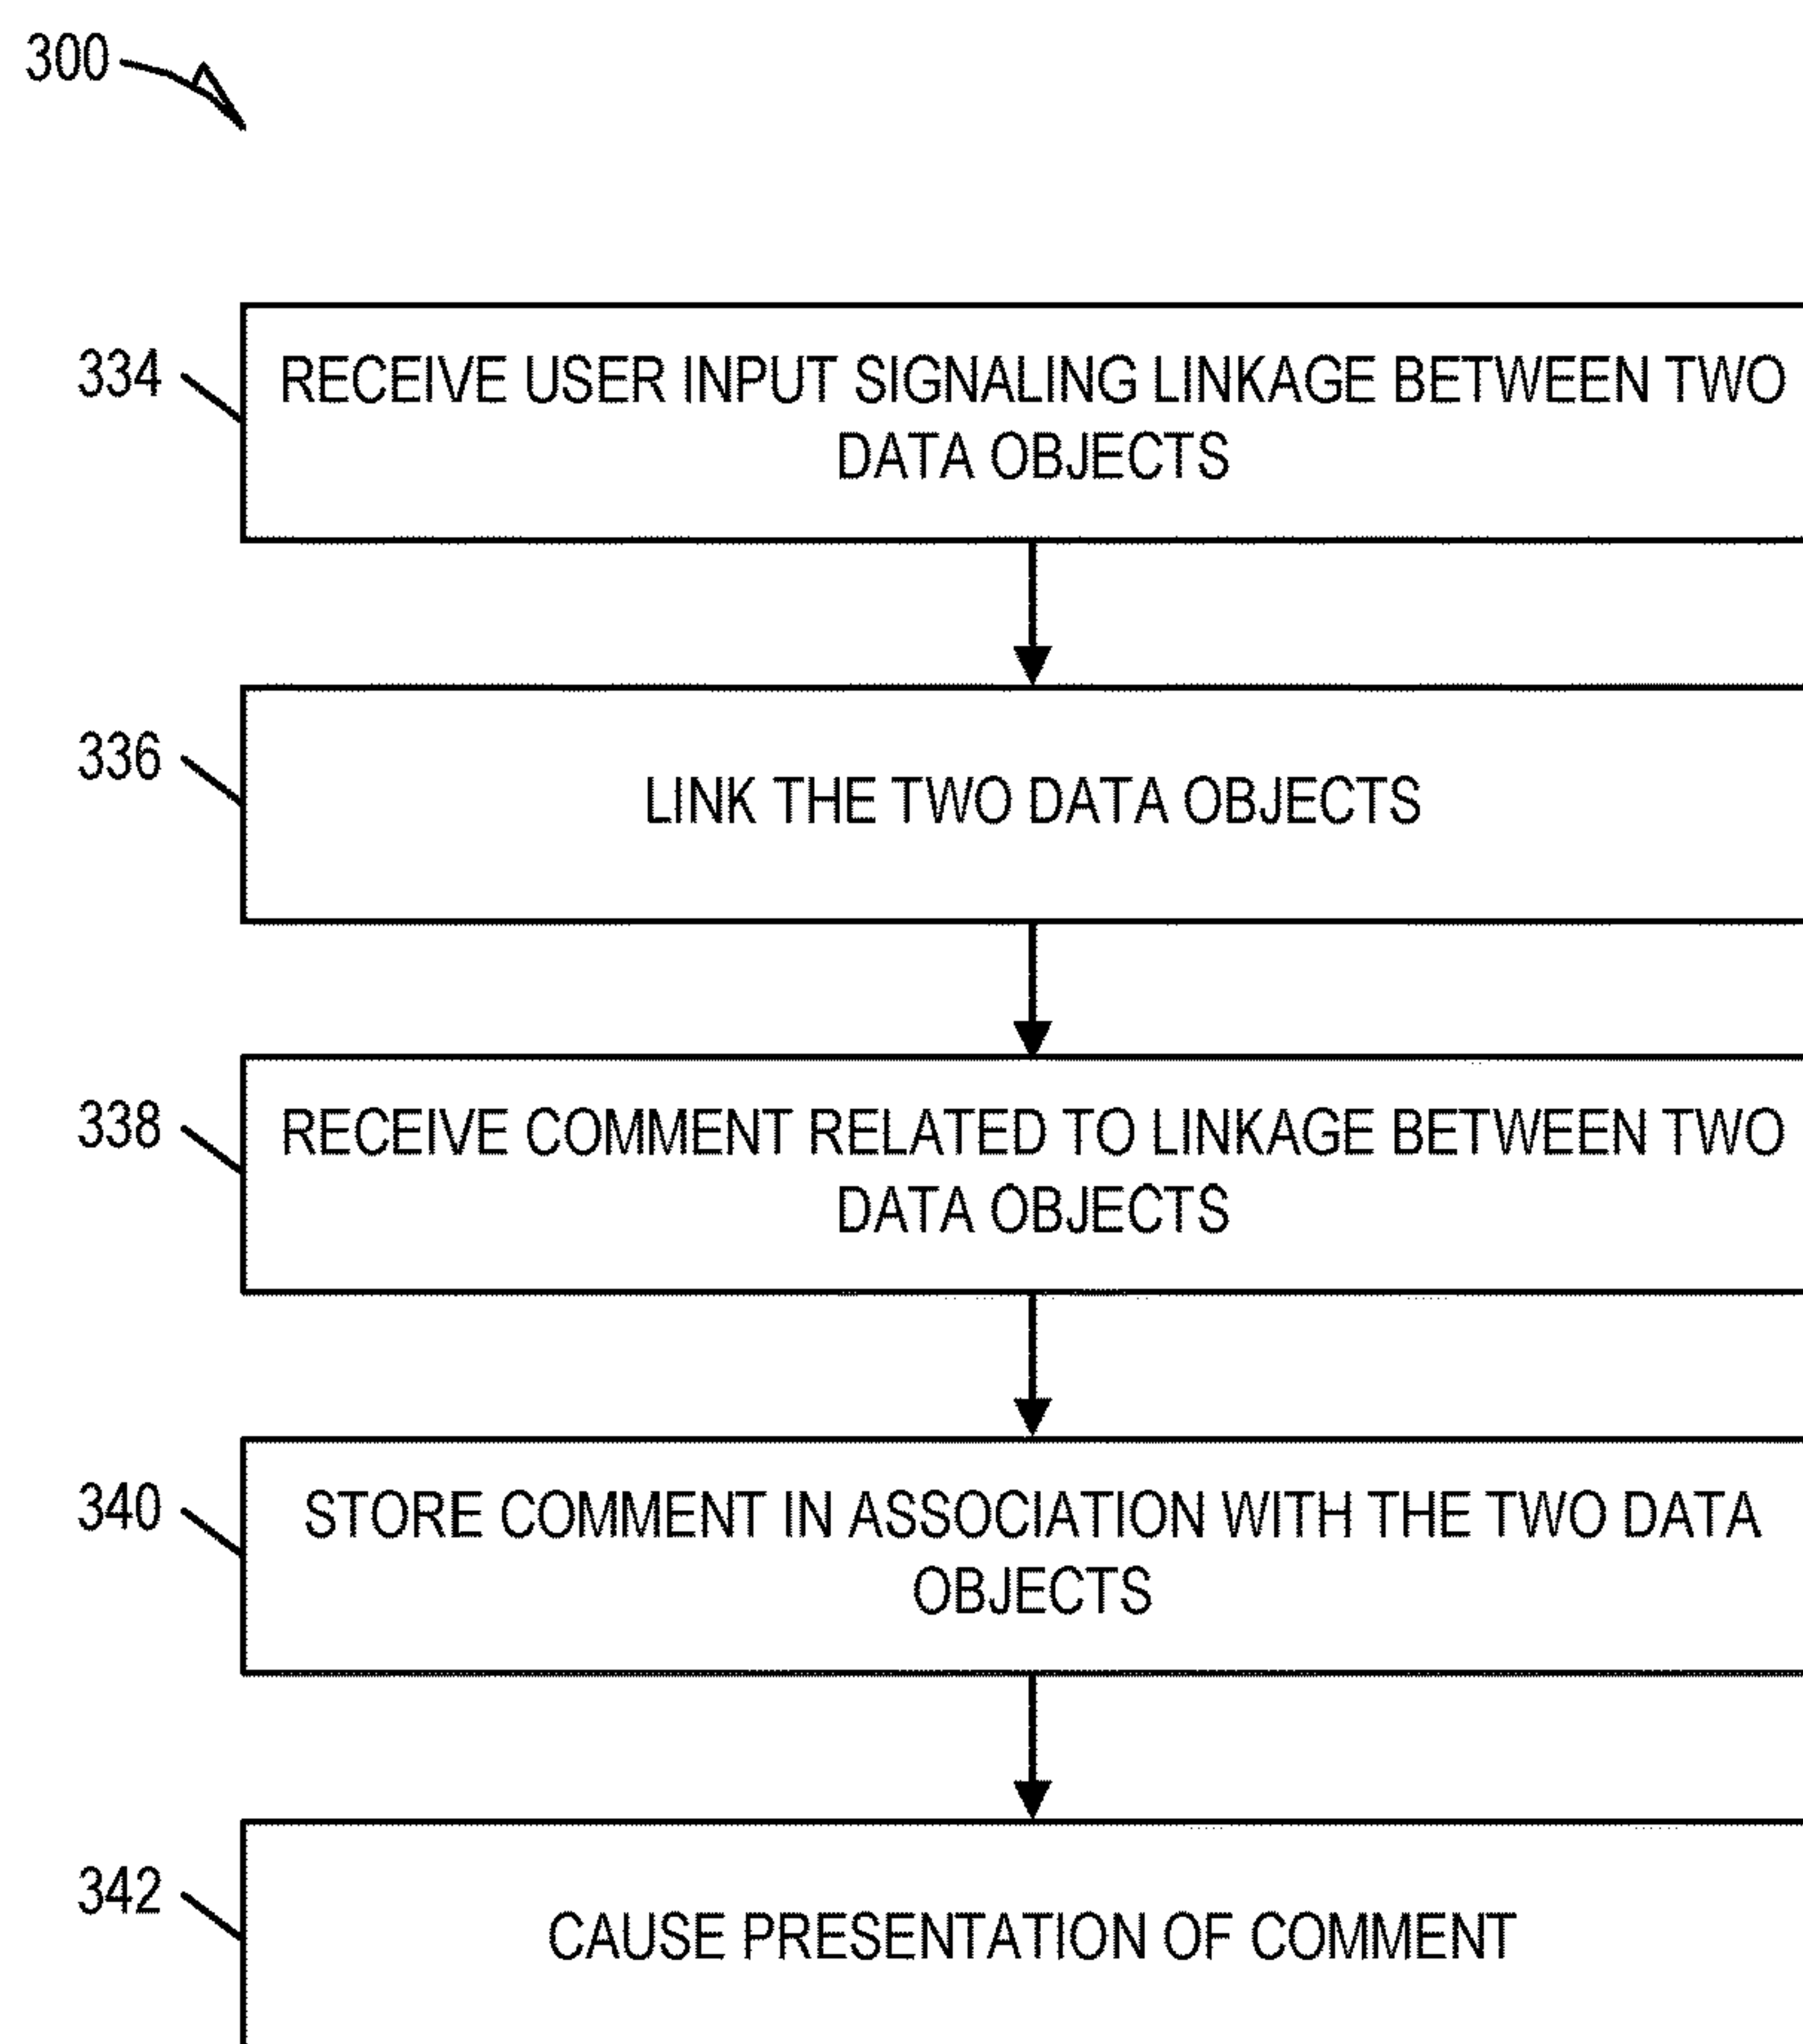 300
334
RECEIVE USER INPUT SIGNALING LINKAGE BETWEEN TWO
DATA OBJECTS
336
LINK THE TWO DATA OBJECTS
338
RECEIVE COMMENT RELATED TO LINKAGE BETWEEN TWO
DATA OBJECTS
340
STORE COMMENT IN ASSOCIATION WITH THE TWO DATA
OBJECTS
342
CAUSE PRESENTATION OF COMMENT